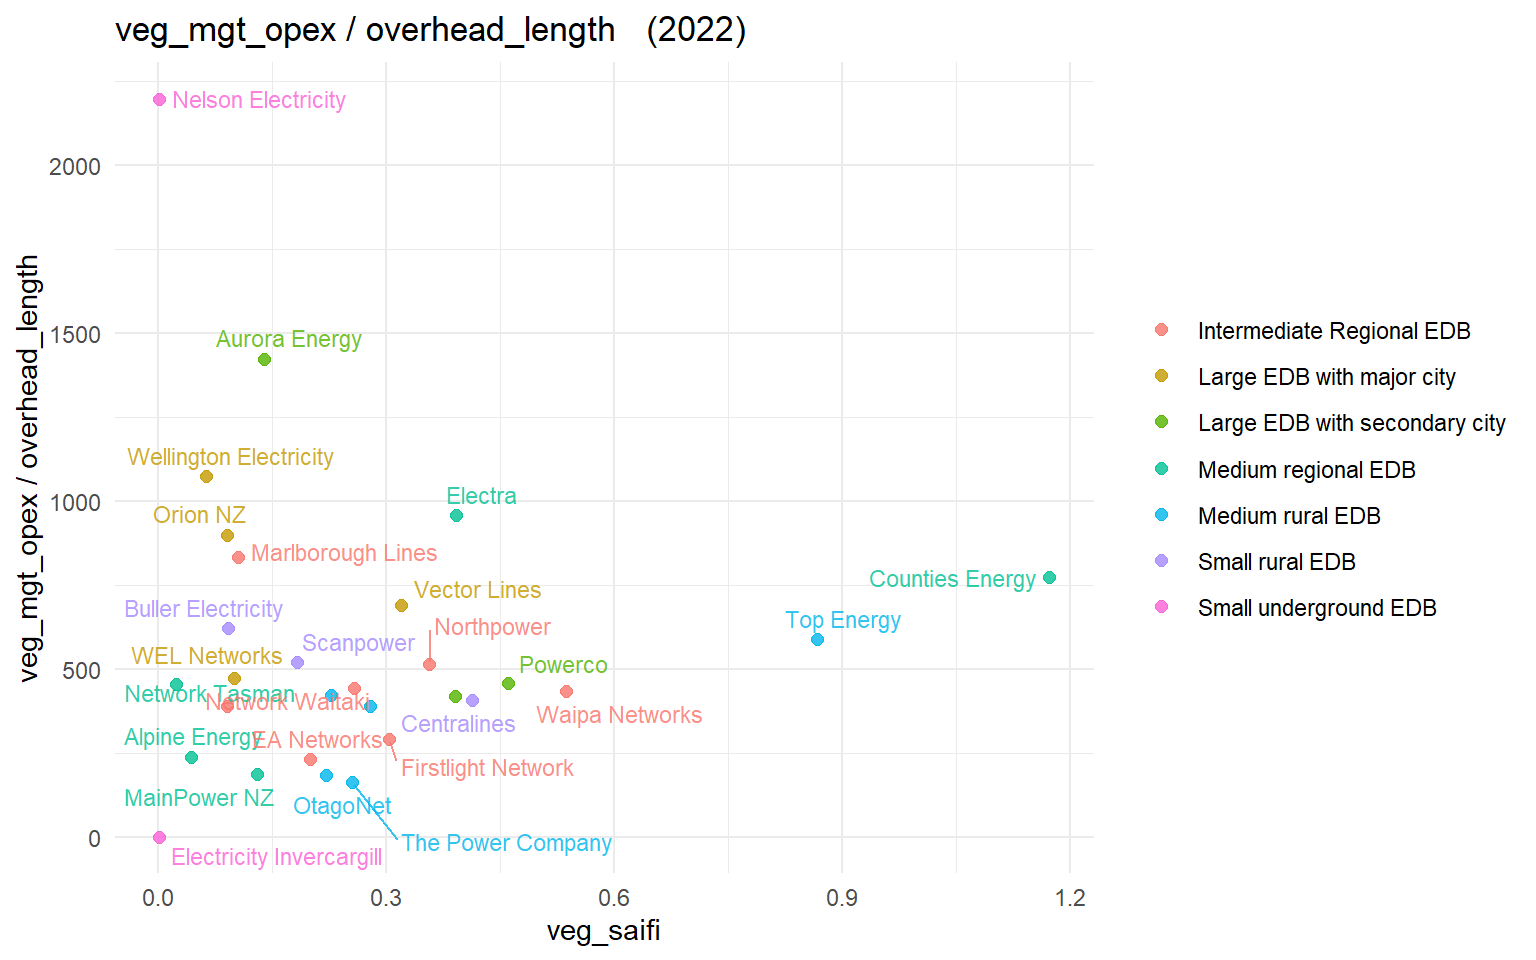 veg_mgt_opex / overhead_length (2022)
veg_mgt_opex / overhead_length
2000
1500
1000
500
0
Nelson Electricity
Aurora Energy
Wellington Electricity
Electra
Orion NZ
Marlborough Lines
Counties Energy
Vector Lines
Buller Electricity
Top Energy
Northpower
Scanpower
WEL Networks
Powerco
Network Tasman
Network Waitaki
Waipa Networks
Centralines
Alpine Energy
EA Networks
Firstlight Network
MainPower NZ
OtagoNet
The Power Company
Electricity Invercargill
0.0
0.3
0.6
0.9
1.2
veg_saifi
Intermediate Regional EDB
Large EDB with major city
Large EDB with secondary city
Medium regional EDB
Medium rural EDB
Small rural EDB
Small underground EDB